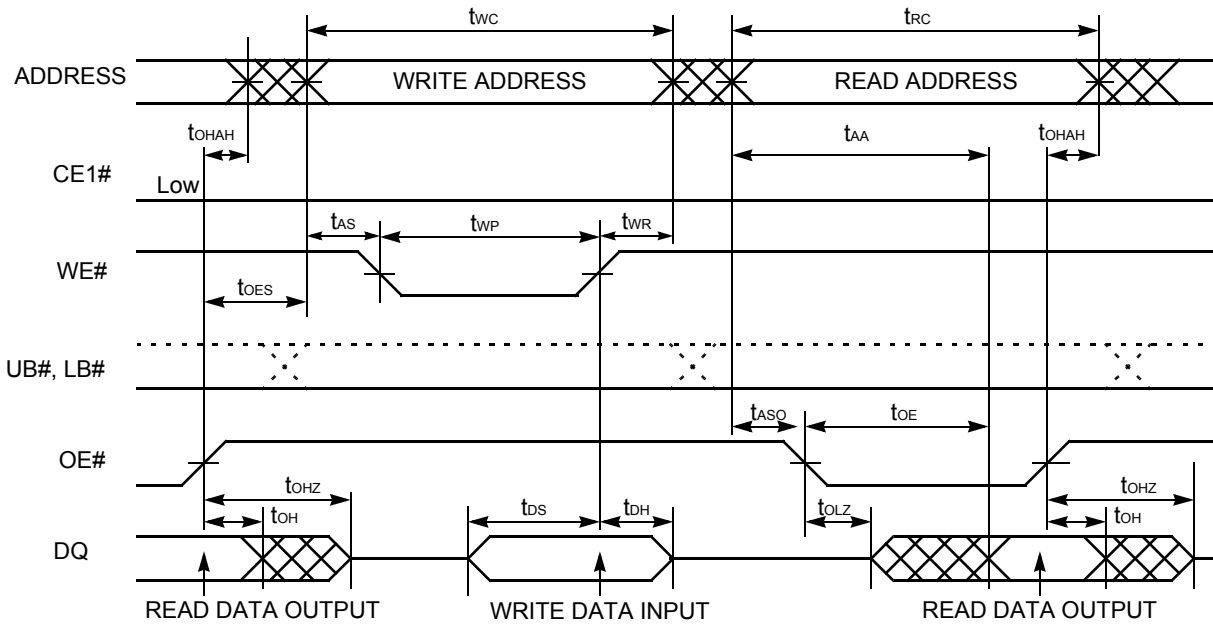 tWC
tRC
ADDRESS
WRITE ADDRESS
READ ADDRESS
tOHAH
tAA
tOHAH
CE1#
Low
tAS
tWP
tWR
WE#
tOES
UB#, LB#
tASO
tOE
OE#
tOHZ
tOHZ
tOH
tDS
tDH
tOLZ
tOH
DQ
READ DATA OUTPUT
WRITE DATA INPUT
READ DATA OUTPUT